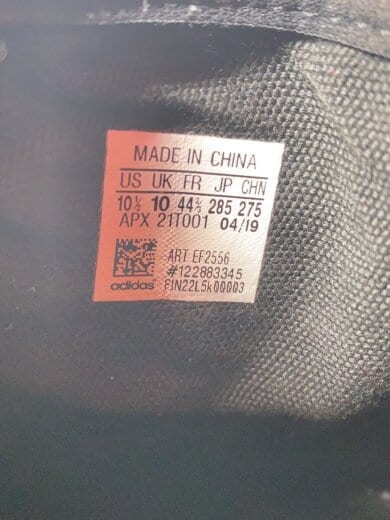 MADE IN CHINA
US UK FR JP CHN
10½ 10 44⅔ 285 275
APX 21T001 04/19
ART EF2556
#122883345
adidas FIN22L5k00003